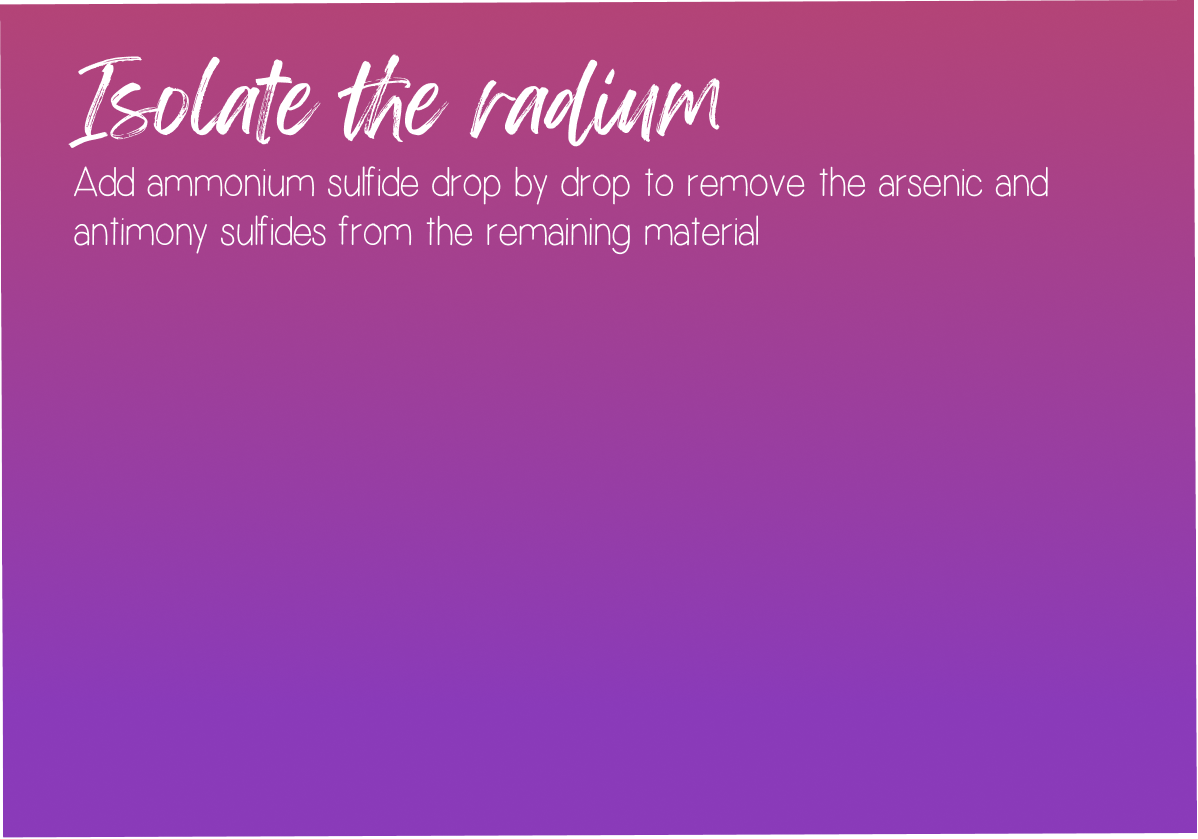 Isolate the radium
Add ammonium sulfide drop by drop to remove the arsenic and
antimony sulfides from the remaining material